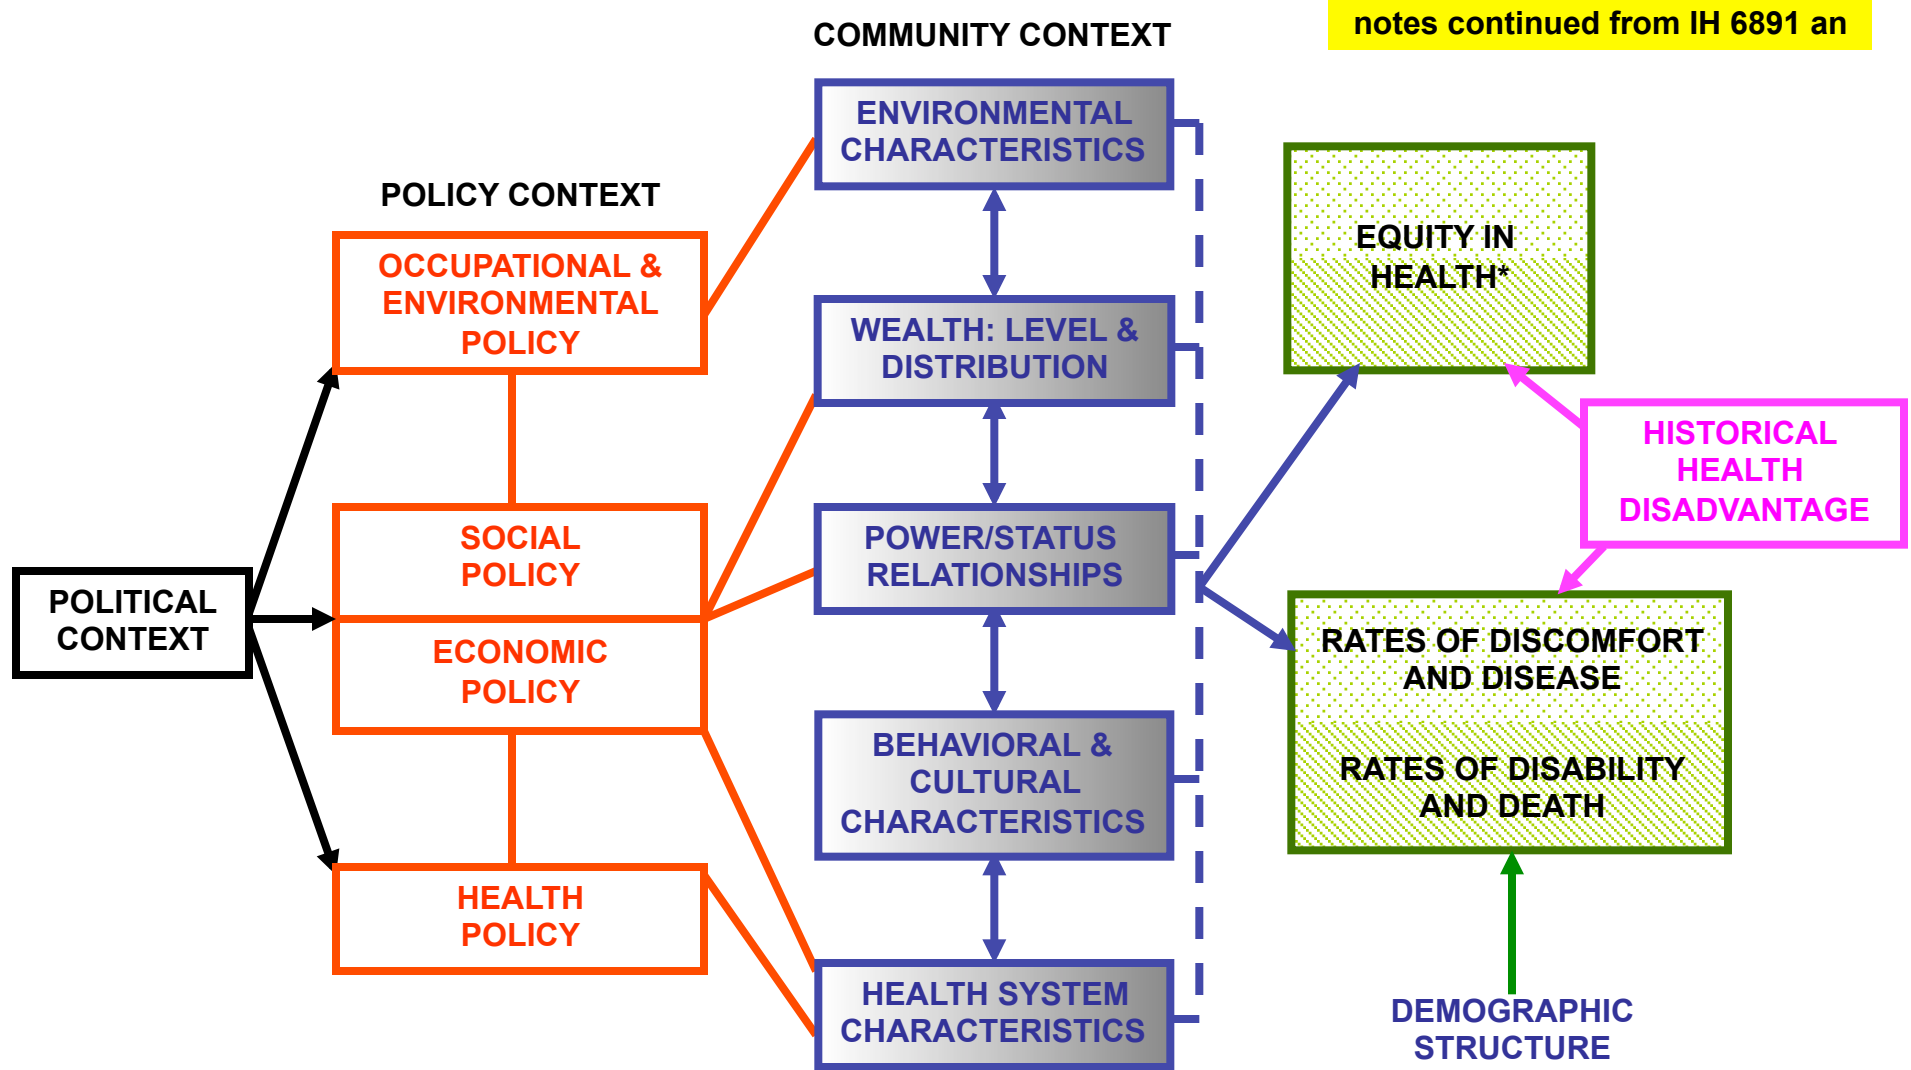 notes continued from IH 6891 an
COMMUNITY CONTEXT
POLICY CONTEXT
POLITICAL
CONTEXT
OCCUPATIONAL &
ENVIRONMENTAL
POLICY
SOCIAL
POLICY
ECONOMIC
POLICY
HEALTH
POLICY
ENVIRONMENTAL
CHARACTERISTICS
WEALTH: LEVEL &
DISTRIBUTION
POWER/STATUS
RELATIONSHIPS
BEHAVIORAL &
CULTURAL
CHARACTERISTICS
HEALTH SYSTEM
CHARACTERISTICS
EQUITY IN
HEALTH*
HISTORICAL
HEALTH
DISADVANTAGE
RATES OF DISCOMFORT
AND DISEASE
RATES OF DISABILITY
AND DEATH
DEMOGRAPHIC
STRUCTURE